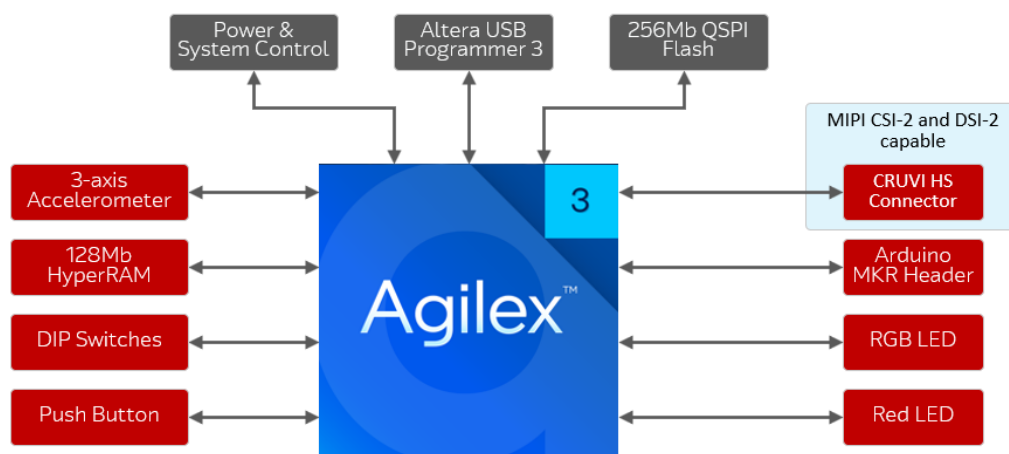 Power &
System Control
Altera USB
Programmer 3
256Mb QSPI
Flash
MIPI CSI-2 and DSI-2
capable
3-axis
Accelerometer
3
CRUVI HS
Connector
128Mb
HyperRAM
Arduino
MKR Header
Agilex™
DIP Switches
RGB LED
Push Button
Red LED